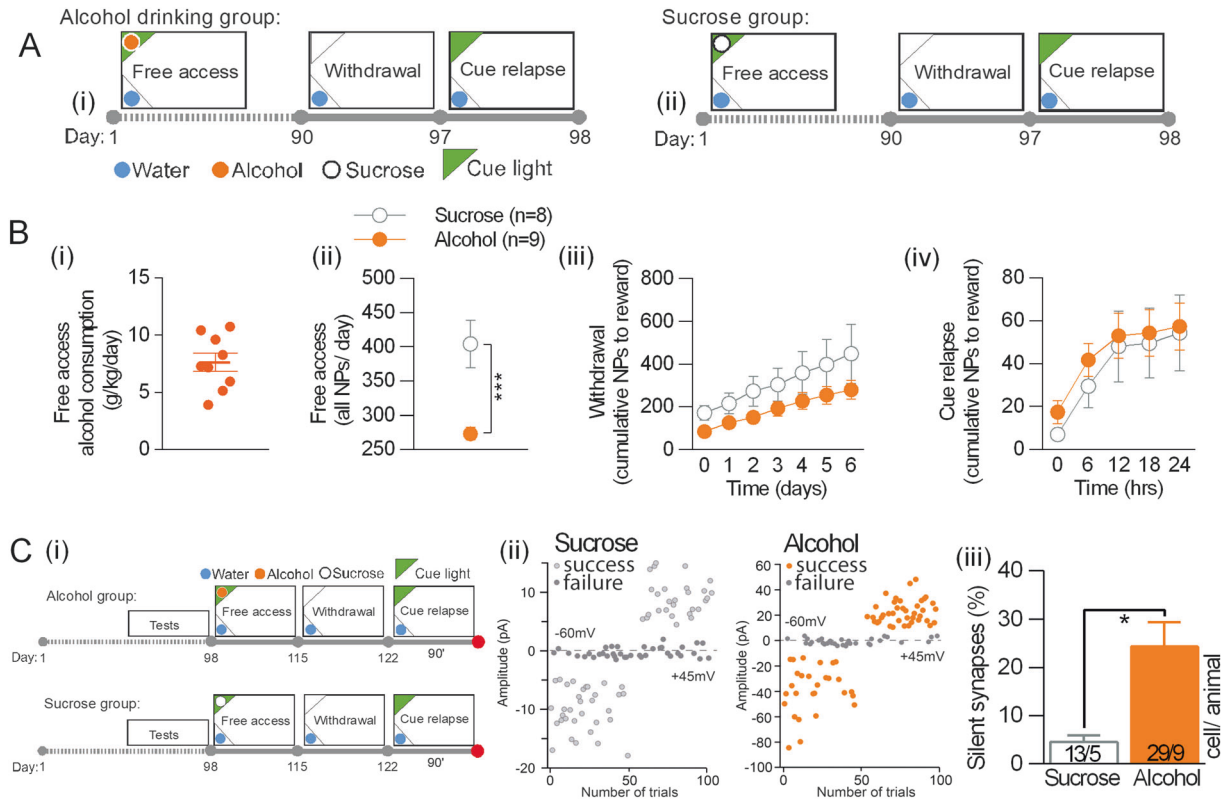 Alcohol drinking group:
Sucrose group:
A
(i)
Free access
Withdrawal
Cue relapse
Day: 1
90
97
98
(ii)
Free access
Withdrawal
Cue relapse
Day: 1
90
97
98
Water
Alcohol
Sucrose
Cue light
B
Sucrose (n=8)
Alcohol (n=9)
(i)
Free access
alcohol consumption
(g/kg/day)
15
10
5
0
(ii)
Free access
(all NPs/ day)
500
450
400
350
300
250
***
(iii)
Withdrawal
(cumulative NPs to reward)
800
600
400
200
0
0 1 2 3 4 5 6
Time (days)
(iv)
Cue relapse
(cumulative NPs to reward)
80
60
40
20
0
0 6 12 18 24
Time (hrs)
C
(i)
Water Alcohol Sucrose Cue light
Alcohol group:
Tests
Free access
Withdrawal
Cue relapse
Day: 1
98
115
122
90'
Sucrose group:
Tests
Free access
Withdrawal
Cue relapse
Day:1
98
115
122
90'
(ii)
Sucrose
success
failure
Amplitude (pA)
15
10
5
0
-5
-10
-20
-60mV
+45mV
0 50 100
Number of trials
Alcohol
success
failure
Amplitude (pA)
60
40
20
0
-20
-40
-60
-80
-100
-60mV
+45mV
0 50 100
Number of trials
(iii)
Silent synapses (%)
40
30
20
10
0
*
13/5
29/9
Sucrose
Alcohol
cell/ animal